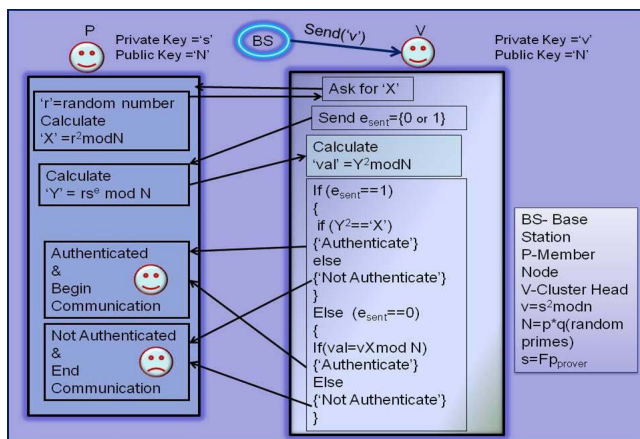 P
Private Key =‘s’
Public Key=‘N’
BS
Send(‘v’)
V
Private Key =‘v’
Public Key=‘N’
‘r’=random number
Calculate
‘X’ =r²modN
Calculate
‘Y’ = rsᵉ mod N
Authenticated
&
Begin
Communication
Not Authenticated
&
End
Communication
Ask for ‘X’
Send e_sent={0 or 1}
Calculate
‘val’ =Y²modN
If (e_sent==1)
{
if (Y²==‘X’)
{‘Authenticate’}
else
{‘Not Authenticate’}
}
Else (e_sent==0)
{
If(val=vXmod N)
{‘Authenticate’}
Else
{‘Not Authenticate’}
}
BS- Base
Station
P-Member
Node
V-Cluster Head
v=s²modn
N=p*q(random
primes)
s=Fp_prover